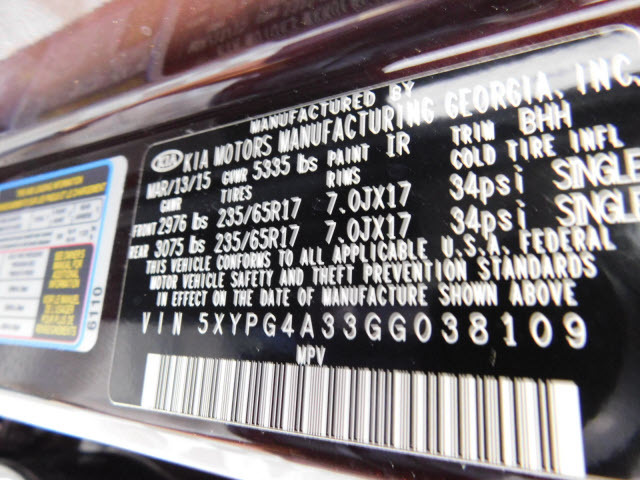 MANUFACTURED BY
KIA KIA MOTORS MANUFACTURING GEORGIA, INC.
MAR/13/15 GVWR 5335 lbs PAINT IR TRIM BHH
GAWR TIRES RIMS COLD TIRE INFL
FRONT 2976 lbs 235/65R17 7.0JX17 34psi SINGLE
REAR 3075 lbs 235/65R17 7.0JX17 34psi SINGLE
THIS VEHICLE CONFORMS TO ALL APPLICABLE U.S.A. FEDERAL
MOTOR VEHICLE SAFETY AND THEFT PREVENTION STANDARDS
IN EFFECT ON THE DATE OF MANUFACTURE SHOWN ABOVE
VIN 5XYPG4A33GG038109
MPV
6110